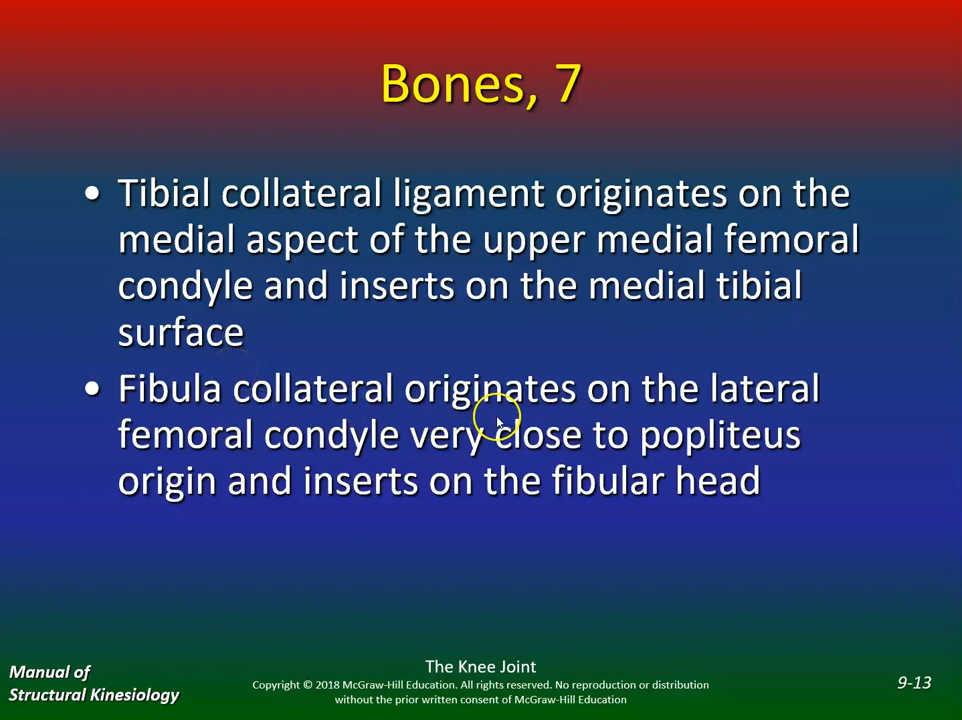 Bones, 7
• Tibial collateral ligament originates on the
medial aspect of the upper medial femoral
condyle and inserts on the medial tibial
surface
• Fibula collateral originates on the lateral
femoral condyle very close to popliteus
origin and inserts on the fibular head
Manual of
Structural Kinesiology
The Knee Joint
Copyright © 2018 McGraw-Hill Education. All rights reserved. No reproduction or distribution
without the prior written consent of McGraw-Hill Education
9-13